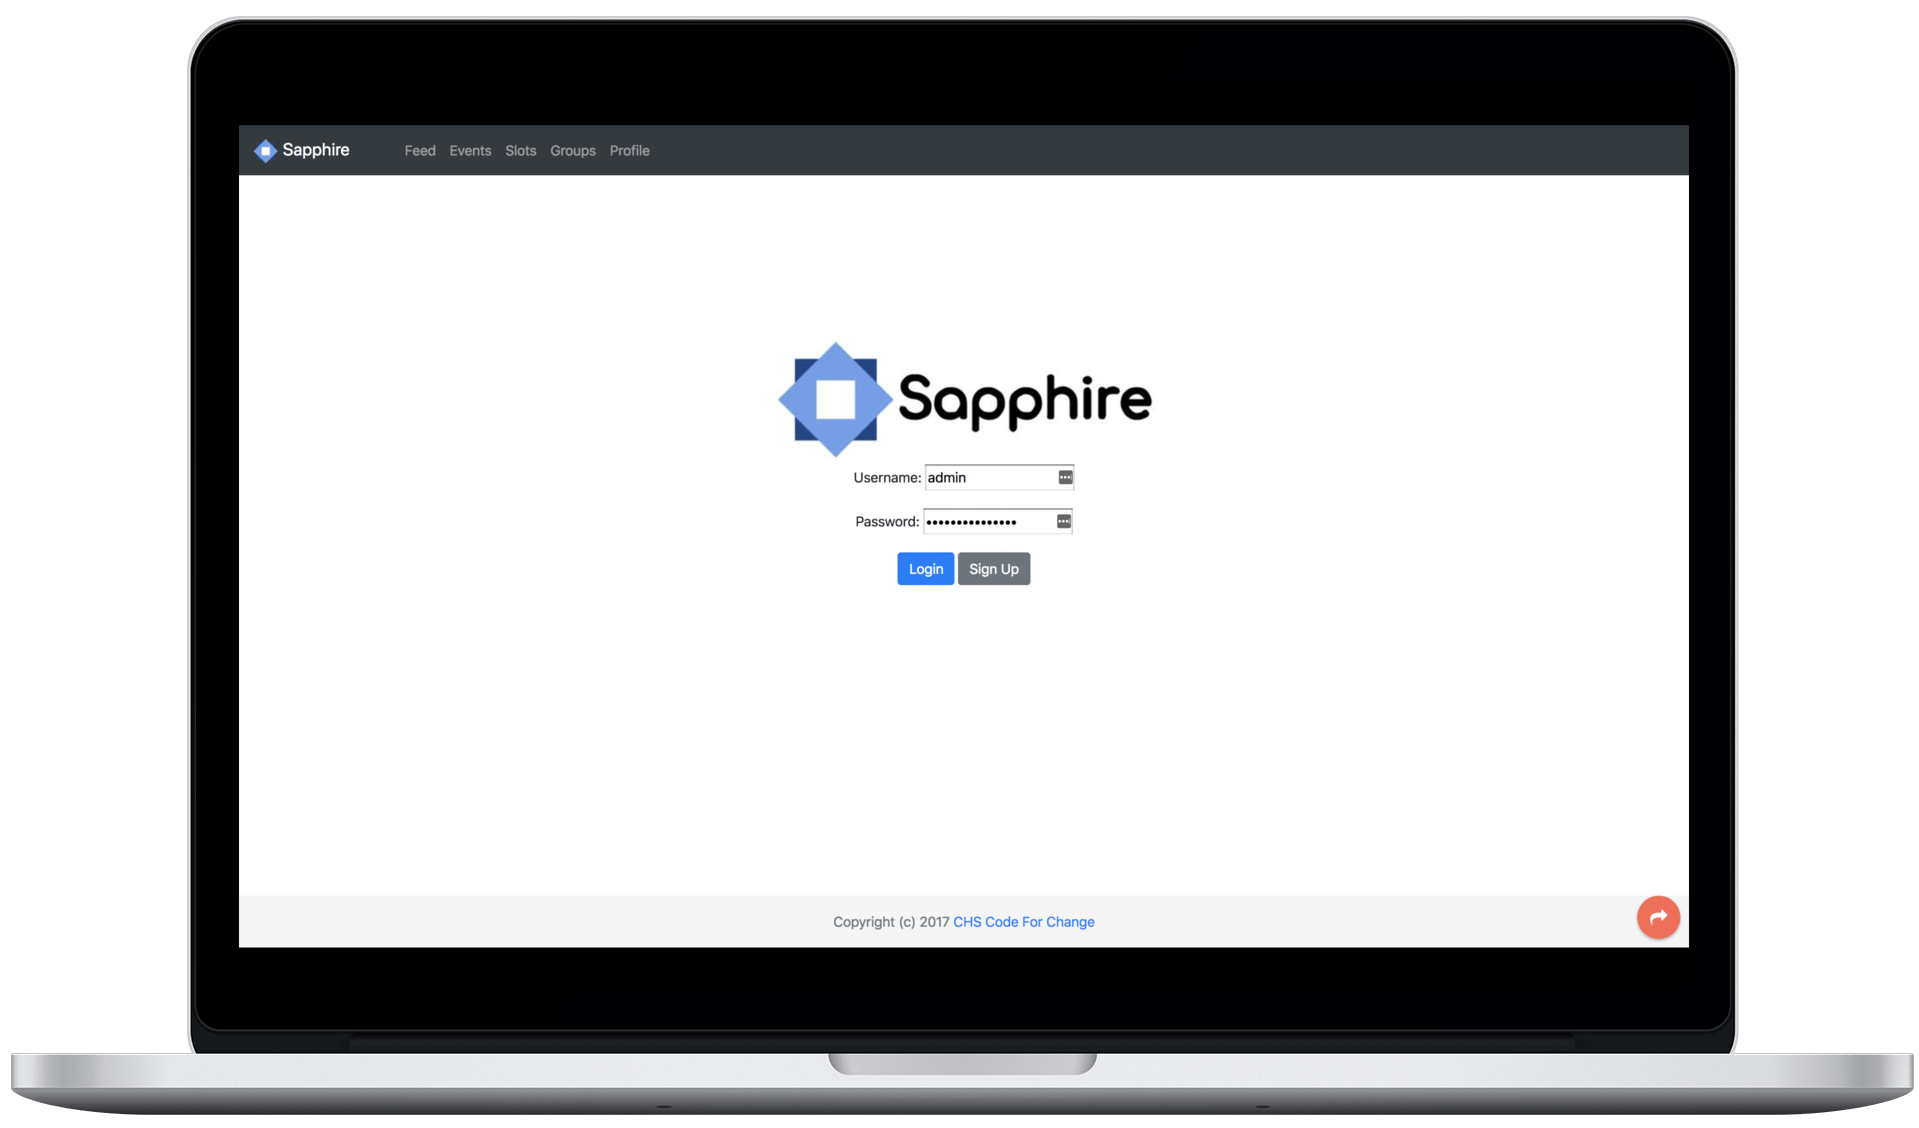 Sapphire Feed Events Slots Groups Profile
Sapphire
Username: admin
Password: •••••••••••••••
Login Sign Up
Copyright (c) 2017 CHS Code For Change